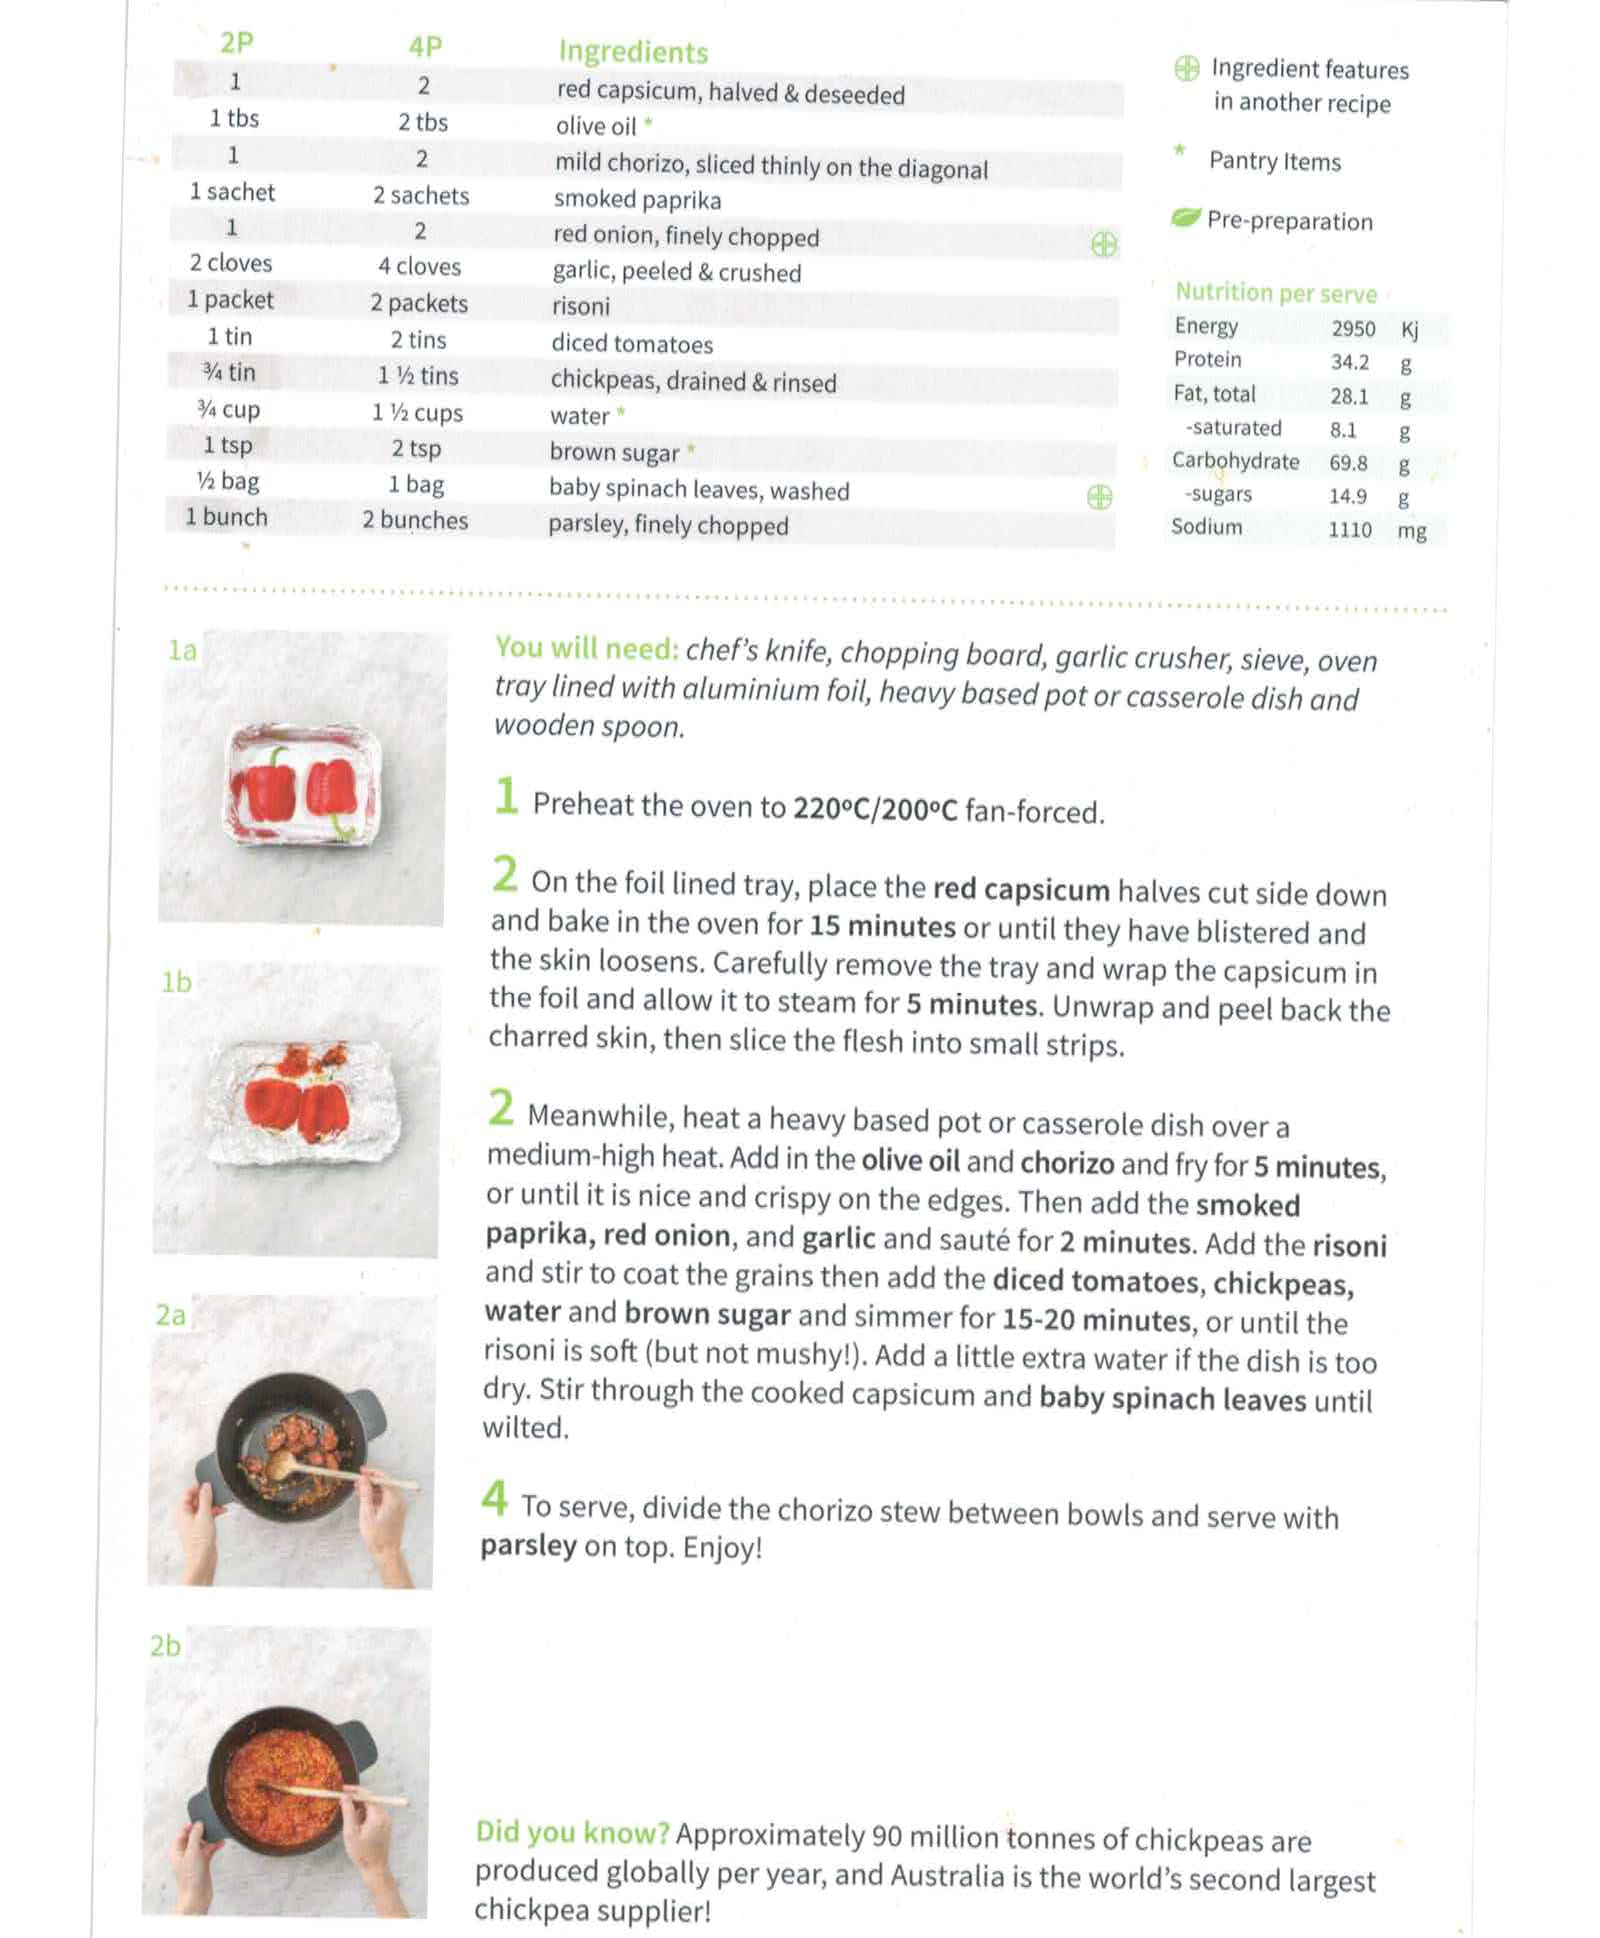 2P 4P Ingredients
1 2 red capsicum, halved & deseeded
1 tbs 2 tbs olive oil *
1 2 mild chorizo, sliced thinly on the diagonal
1 sachet 2 sachets smoked paprika
1 2 red onion, finely chopped
2 cloves 4 cloves garlic, peeled & crushed
1 packet 2 packets risoni
1 tin 2 tins diced tomatoes
¾ tin 1 ½ tins chickpeas, drained & rinsed
¾ cup 1 ½ cups water *
1 tsp 2 tsp brown sugar *
½ bag 1 bag baby spinach leaves, washed
1 bunch 2 bunches parsley, finely chopped
Ingredient features
in another recipe
* Pantry Items
Pre-preparation
Nutrition per serve
Energy 2950 Kj
Protein 34.2 g
Fat, total 28.1 g
-saturated 8.1 g
Carbohydrate 69.8 g
-sugars 14.9 g
Sodium 1110 mg
1a
1b
2a
2b
You will need: chef's knife, chopping board, garlic crusher, sieve, oven
tray lined with aluminium foil, heavy based pot or casserole dish and
wooden spoon.
1 Preheat the oven to 220ºC/200ºC fan-forced.
2 On the foil lined tray, place the red capsicum halves cut side down
and bake in the oven for 15 minutes or until they have blistered and
the skin loosens. Carefully remove the tray and wrap the capsicum in
the foil and allow it to steam for 5 minutes. Unwrap and peel back the
charred skin, then slice the flesh into small strips.
2 Meanwhile, heat a heavy based pot or casserole dish over a
medium-high heat. Add in the olive oil and chorizo and fry for 5 minutes,
or until it is nice and crispy on the edges. Then add the smoked
paprika, red onion, and garlic and sauté for 2 minutes. Add the risoni
and stir to coat the grains then add the diced tomatoes, chickpeas,
water and brown sugar and simmer for 15-20 minutes, or until the
risoni is soft (but not mushy!). Add a little extra water if the dish is too
dry. Stir through the cooked capsicum and baby spinach leaves until
wilted.
4 To serve, divide the chorizo stew between bowls and serve with
parsley on top. Enjoy!
Did you know? Approximately 90 million tonnes of chickpeas are
produced globally per year, and Australia is the world's second largest
chickpea supplier!